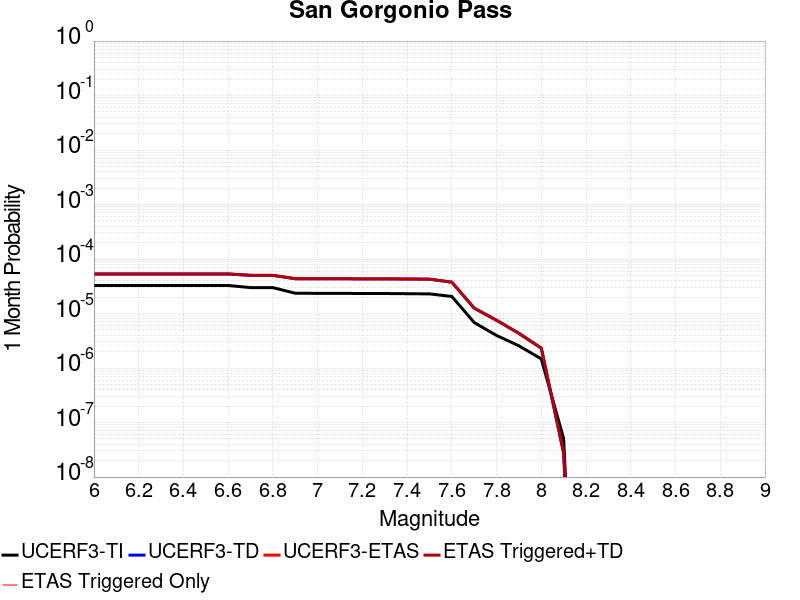 San Gorgonio Pass
10^0
10^-1
10^-2
10^-3
10^-4
10^-5
10^-6
10^-7
10^-8
1 Month Probability
6 6.2 6.4 6.6 6.8 7 7.2 7.4 7.6 7.8 8 8.2 8.4 8.6 8.8 9
Magnitude
UCERF3-TI UCERF3-TD UCERF3-ETAS ETAS Triggered+TD
ETAS Triggered Only